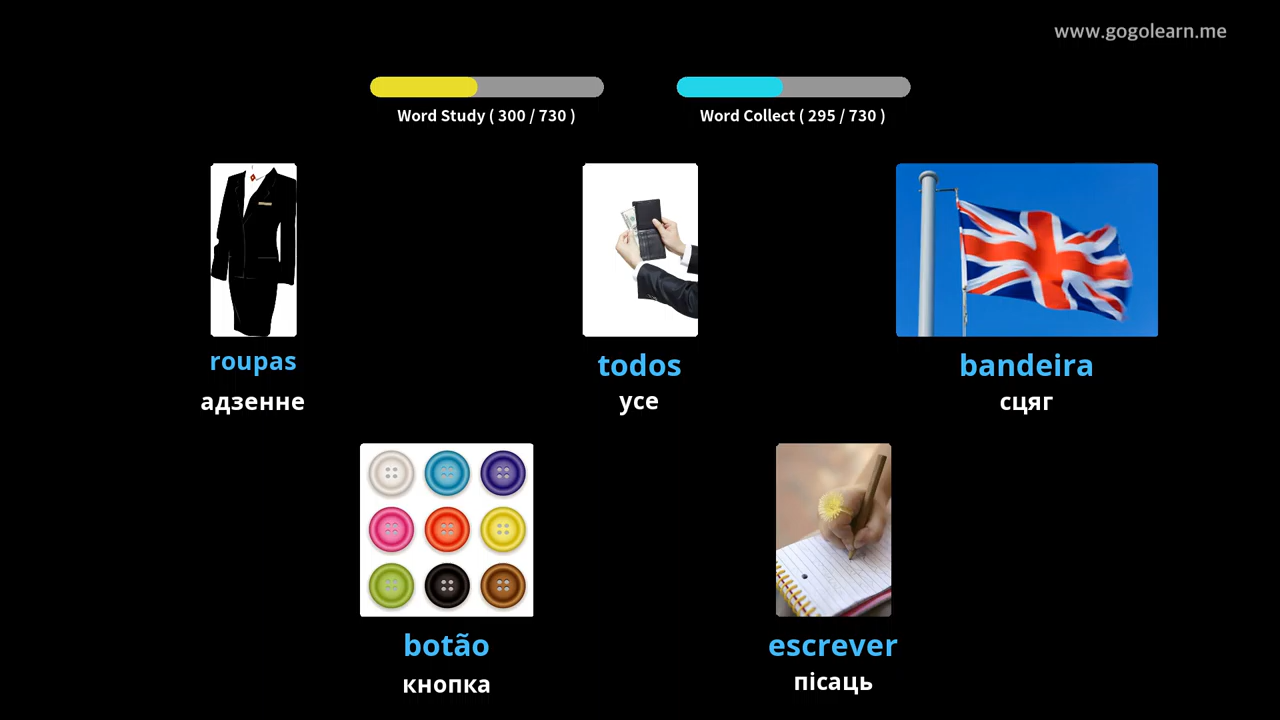 www.gogolearn.me
Word Study ( 300 / 730 )
Word Collect ( 295 / 730 )
roupas
адзенне
todos
усе
bandeira
сцяг
botão
кнопка
escrever
пісаць